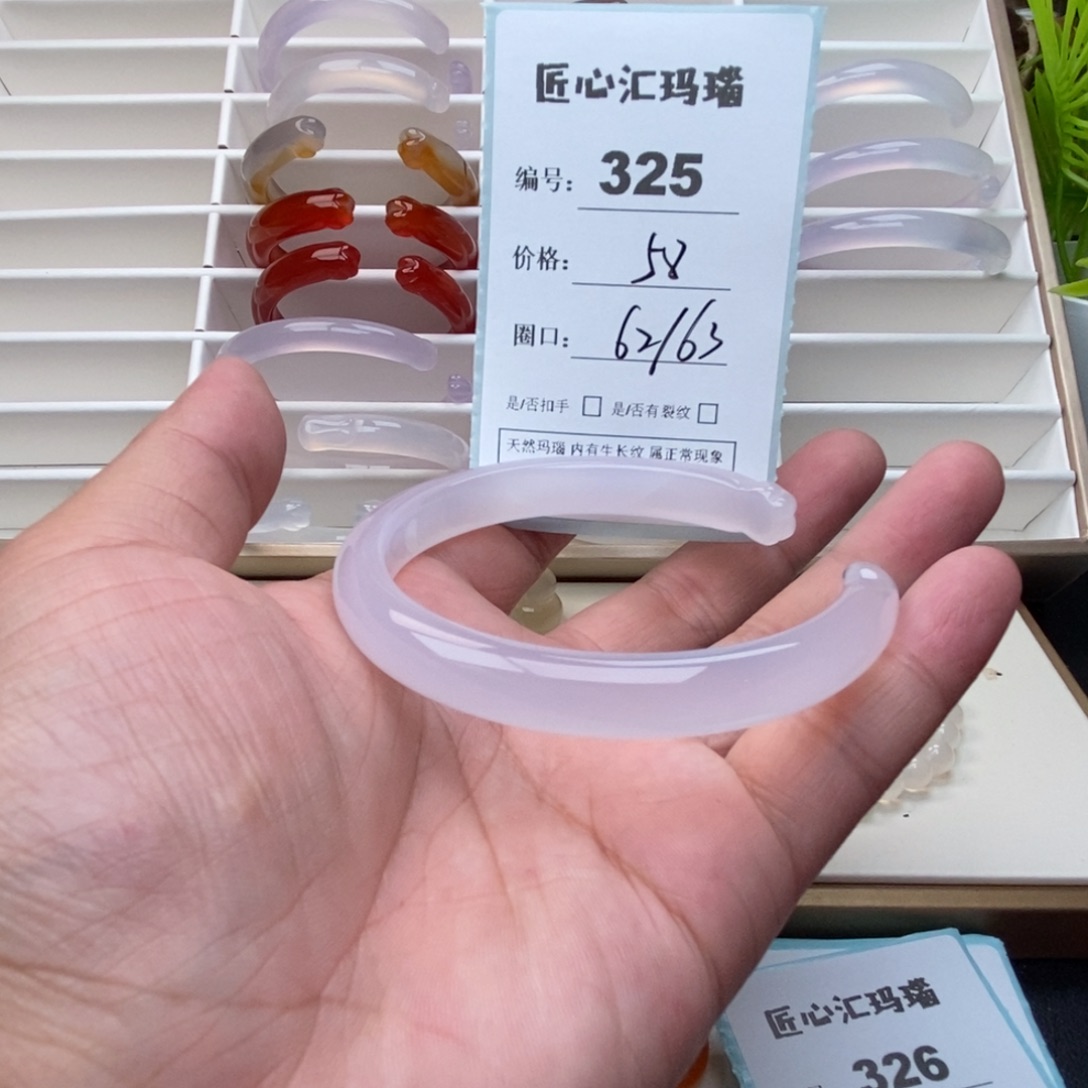 匠心汇玛瑙
编号：325
价格：58
圈口：62/63
是/否扣手 □ 是/否有裂纹 □
天然玛瑙 内有生长纹 属正常现象
匠心汇玛瑙
326